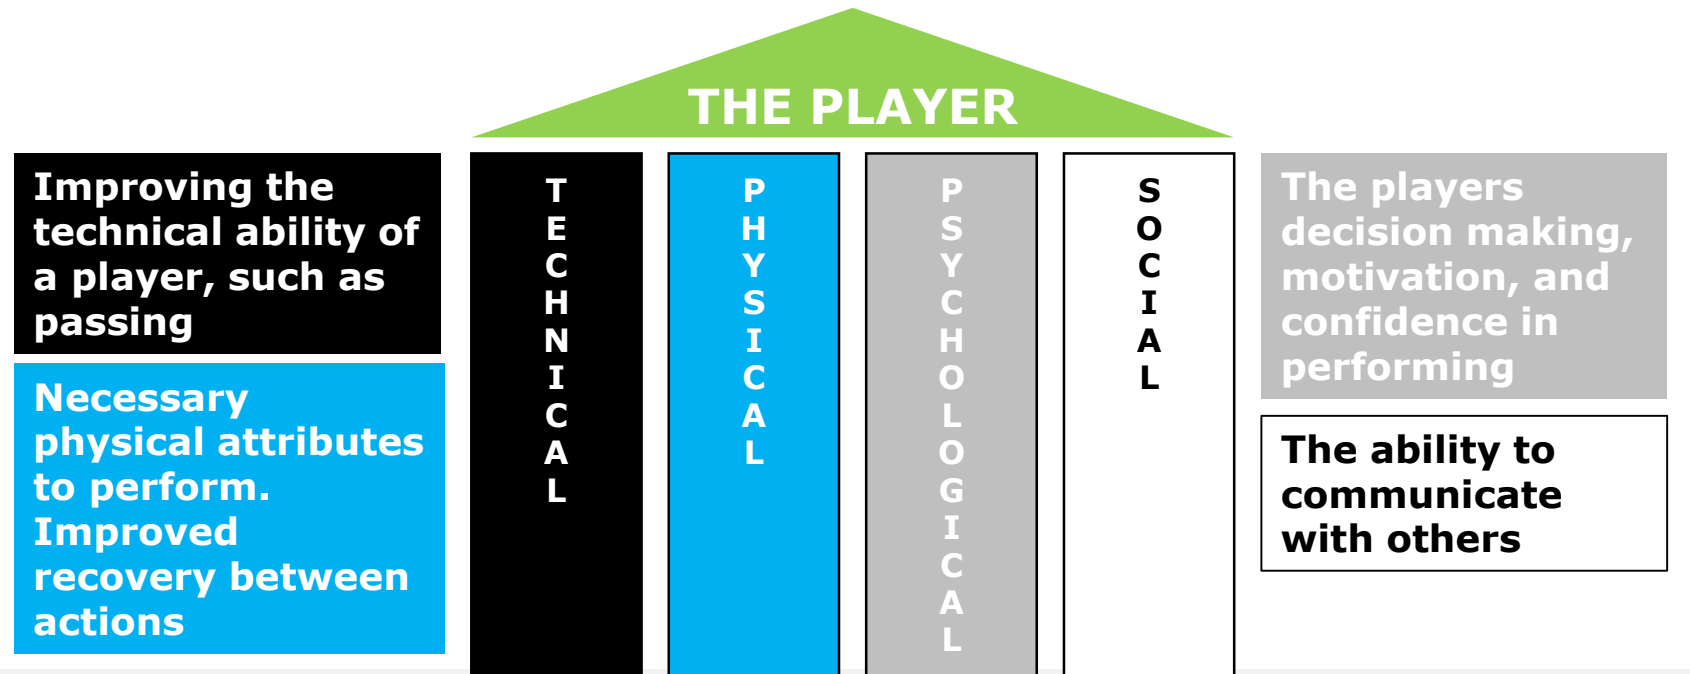 THE PLAYER
Improving the
technical ability of
a player, such as
passing
Necessary
physical attributes
to perform.
Improved
recovery between
actions
TECHNICAL
PHYSICAL
PSYCHOLOGICAL
SOCIAL
The players
decision making,
motivation, and
confidence in
performing
The ability to
communicate
with others